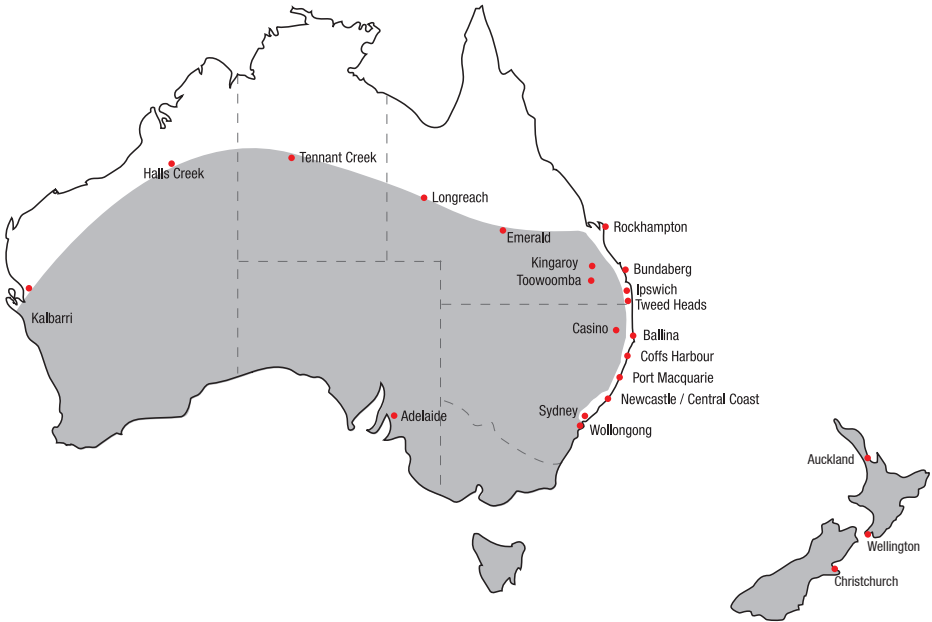 Tennant Creek
Halls Creek
Longreach
Rockhampton
Emerald
Kingaroy
Bundaberg
Toowoomba
Ipswich
Tweed Heads
Kalbarri
Casino
Ballina
Coffs Harbour
Port Macquarie
Newcastle / Central Coast
Sydney
Adelaide
Wollongong
Auckland
Wellington
Christchurch